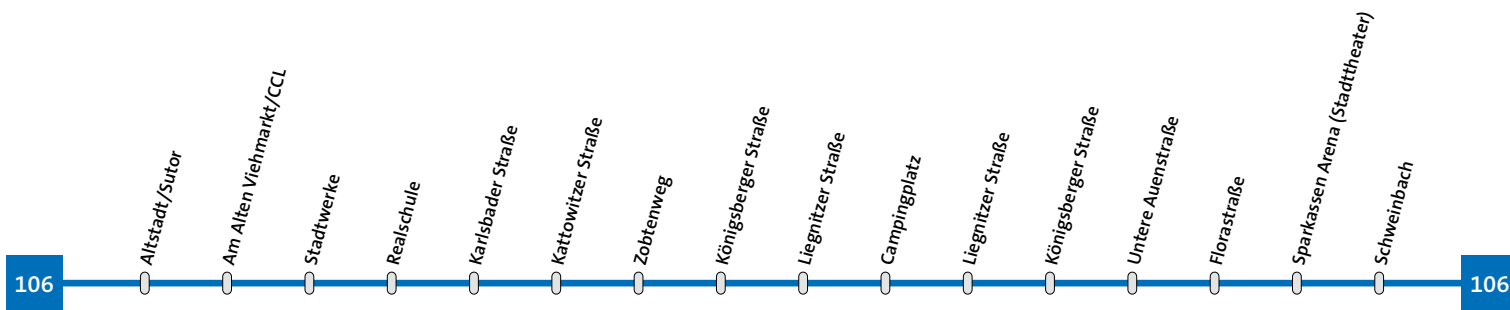 106
Altstadt/Sutor
Am Alten Viehmarkt/CCL
Stadtwerke
Realschule
Karlsbader Straße
Kattowitzer Straße
Zobtenweg
Königsberger Straße
Liegnitzer Straße
Campingplatz
Liegnitzer Straße
Königsberger Straße
Untere Auenstraße
Florastraße
Sparkassen Arena (Stadttheater)
Schweinbach
106